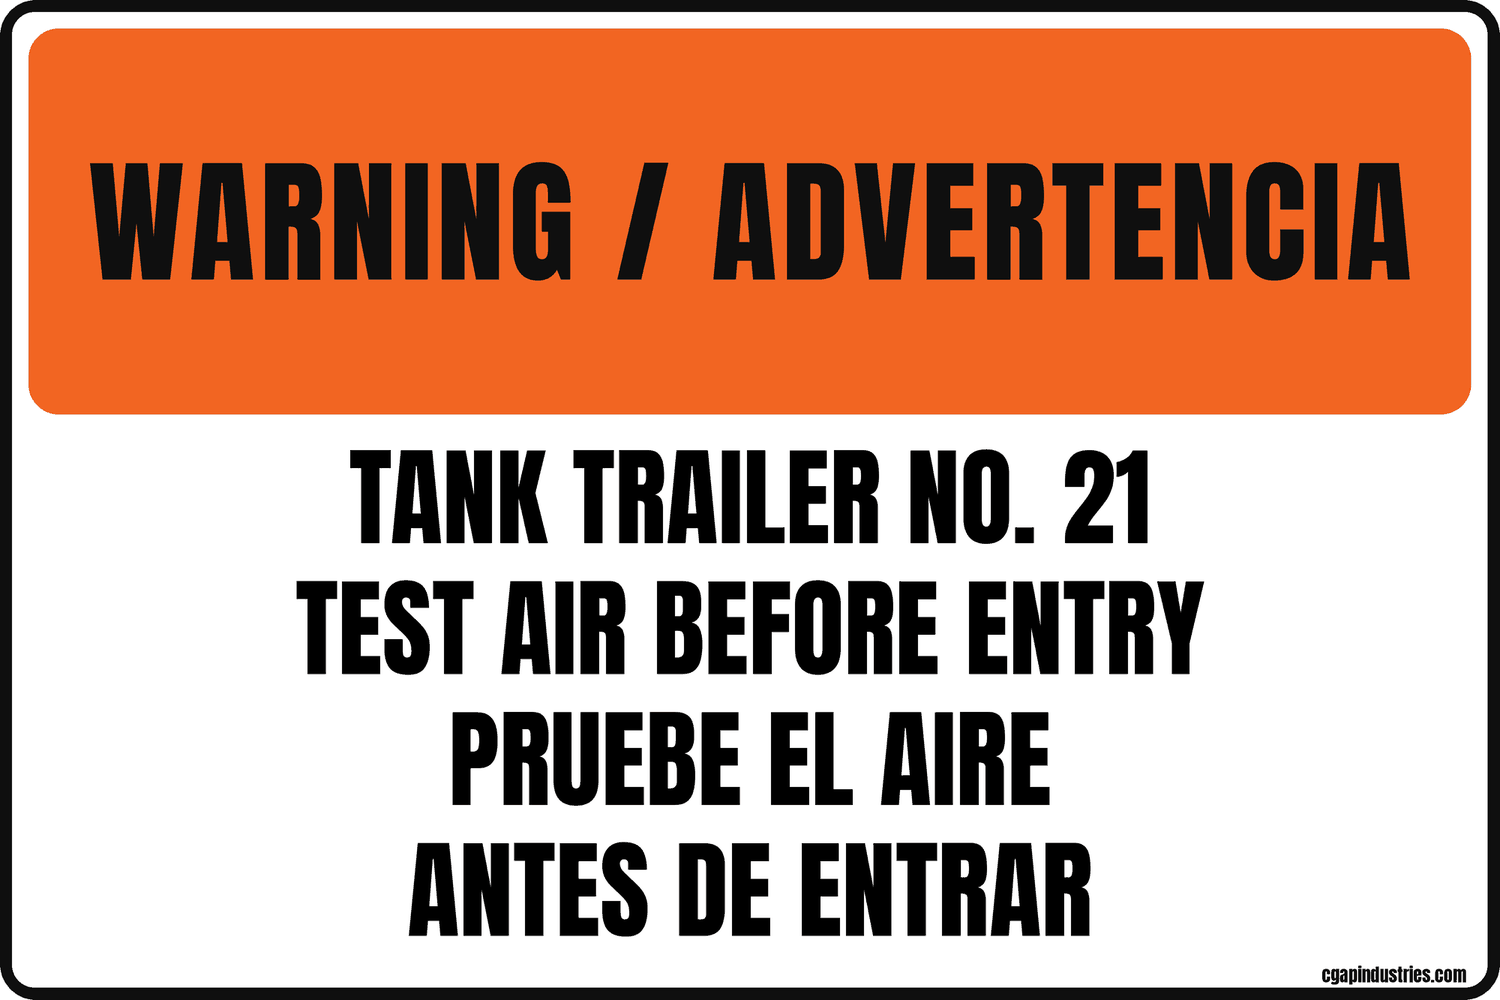 WARNING / ADVERTENCIA
TANK TRAILER NO. 21
TEST AIR BEFORE ENTRY
PRUEBE EL AIRE
ANTES DE ENTRAR
cgapindustries.com